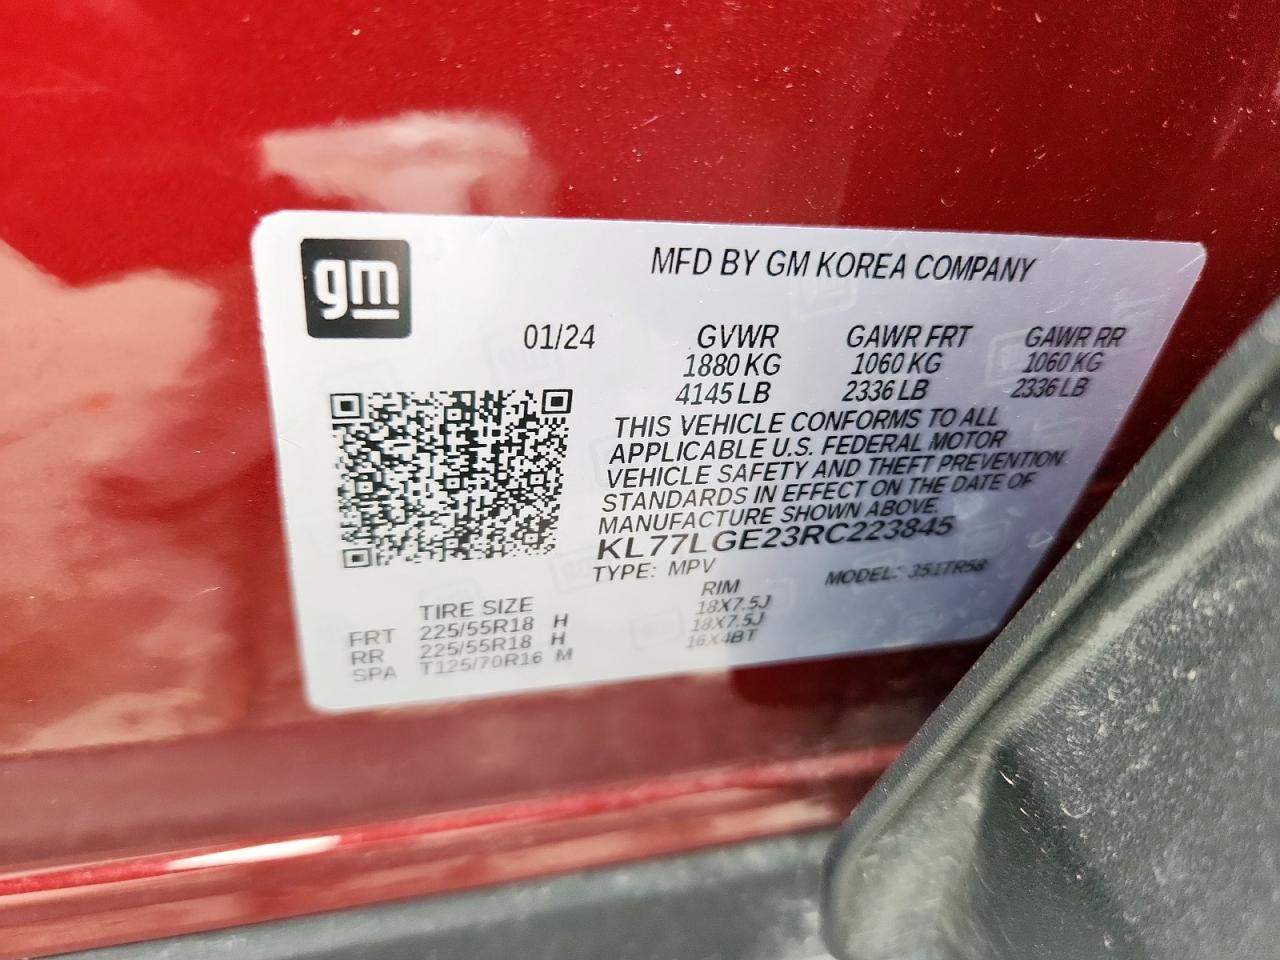 gm
MFD BY GM KOREA COMPANY
01/24 GVWR GAWR FRT GAWR RR
1880 KG 1060 KG 1060 KG
4145 LB 2336 LB 2336 LB
THIS VEHICLE CONFORMS TO ALL
APPLICABLE U.S. FEDERAL MOTOR
VEHICLE SAFETY AND THEFT PREVENTION
STANDARDS IN EFFECT ON THE DATE OF
MANUFACTURE SHOWN ABOVE.
KL77LGE23RC223845
TYPE: MPV MODEL: 351TR58
TIRE SIZE RIM
FRT 225/55R18 H 18X7.5J
RR 225/55R18 H 18X7.5J
SPA T125/70R16 M 16X4BT